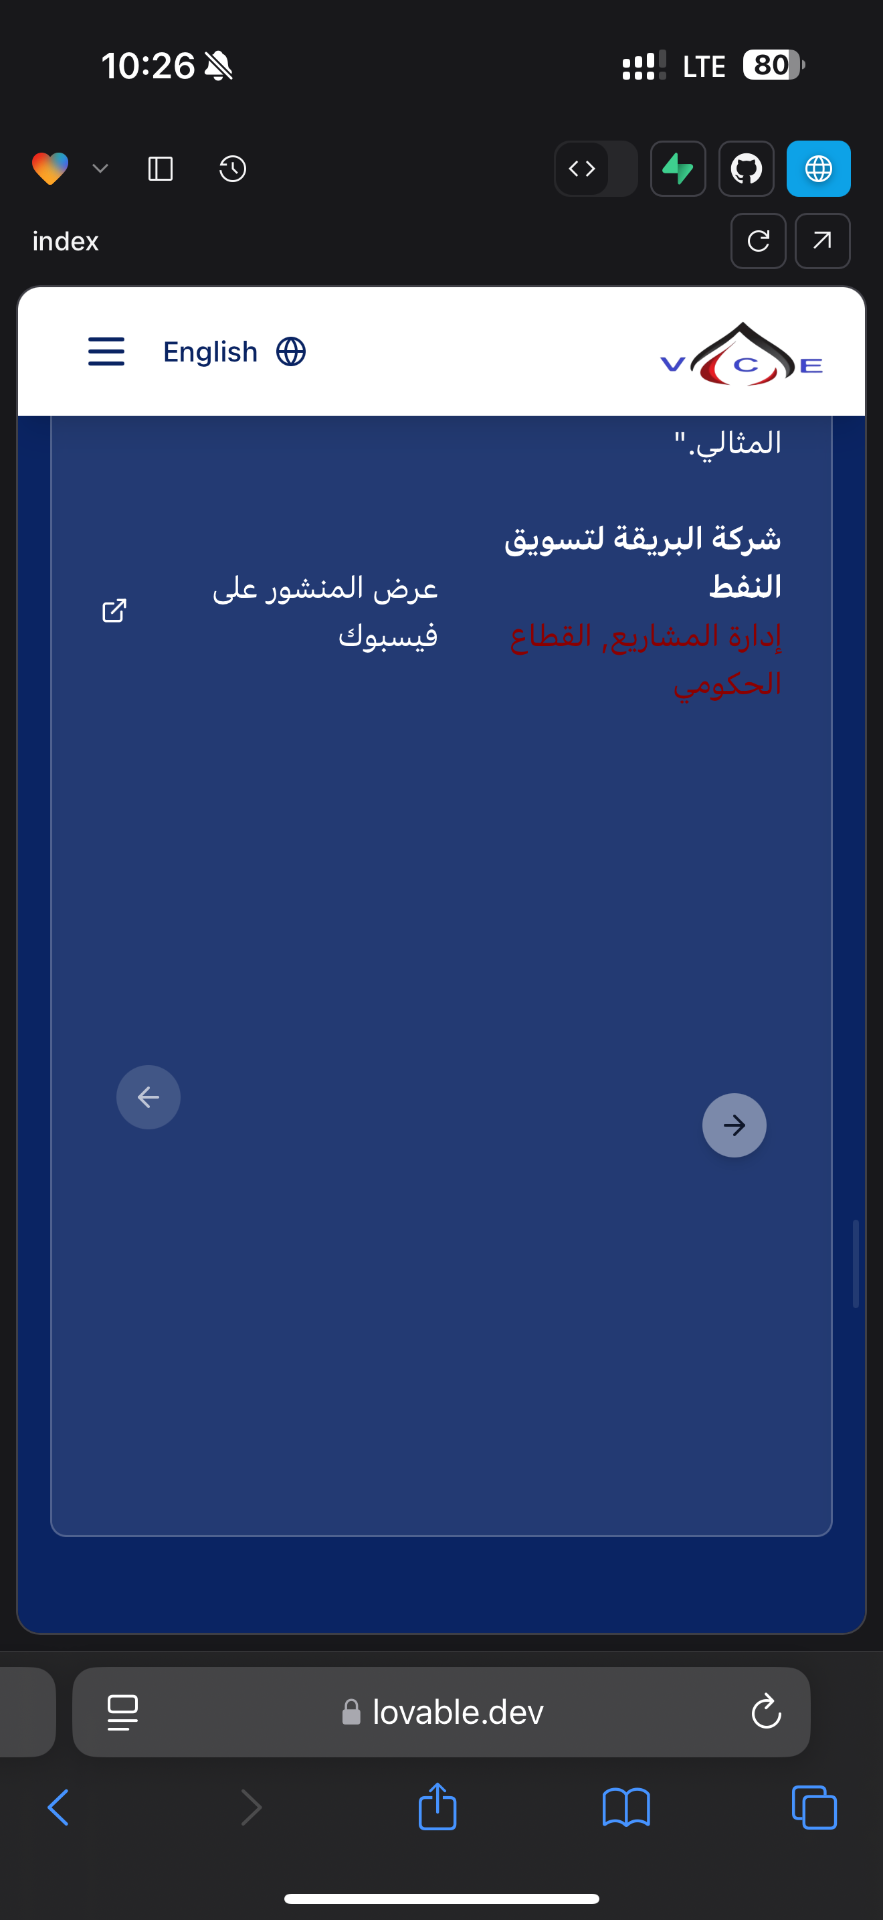 10:26
LTE
80
index
English
V C E
المثالي."
شركة البريقة لتسويق
النفط
إدارة المشاريع, القطاع
الحكومي
عرض المنشور على
فيسبوك
lovable.dev